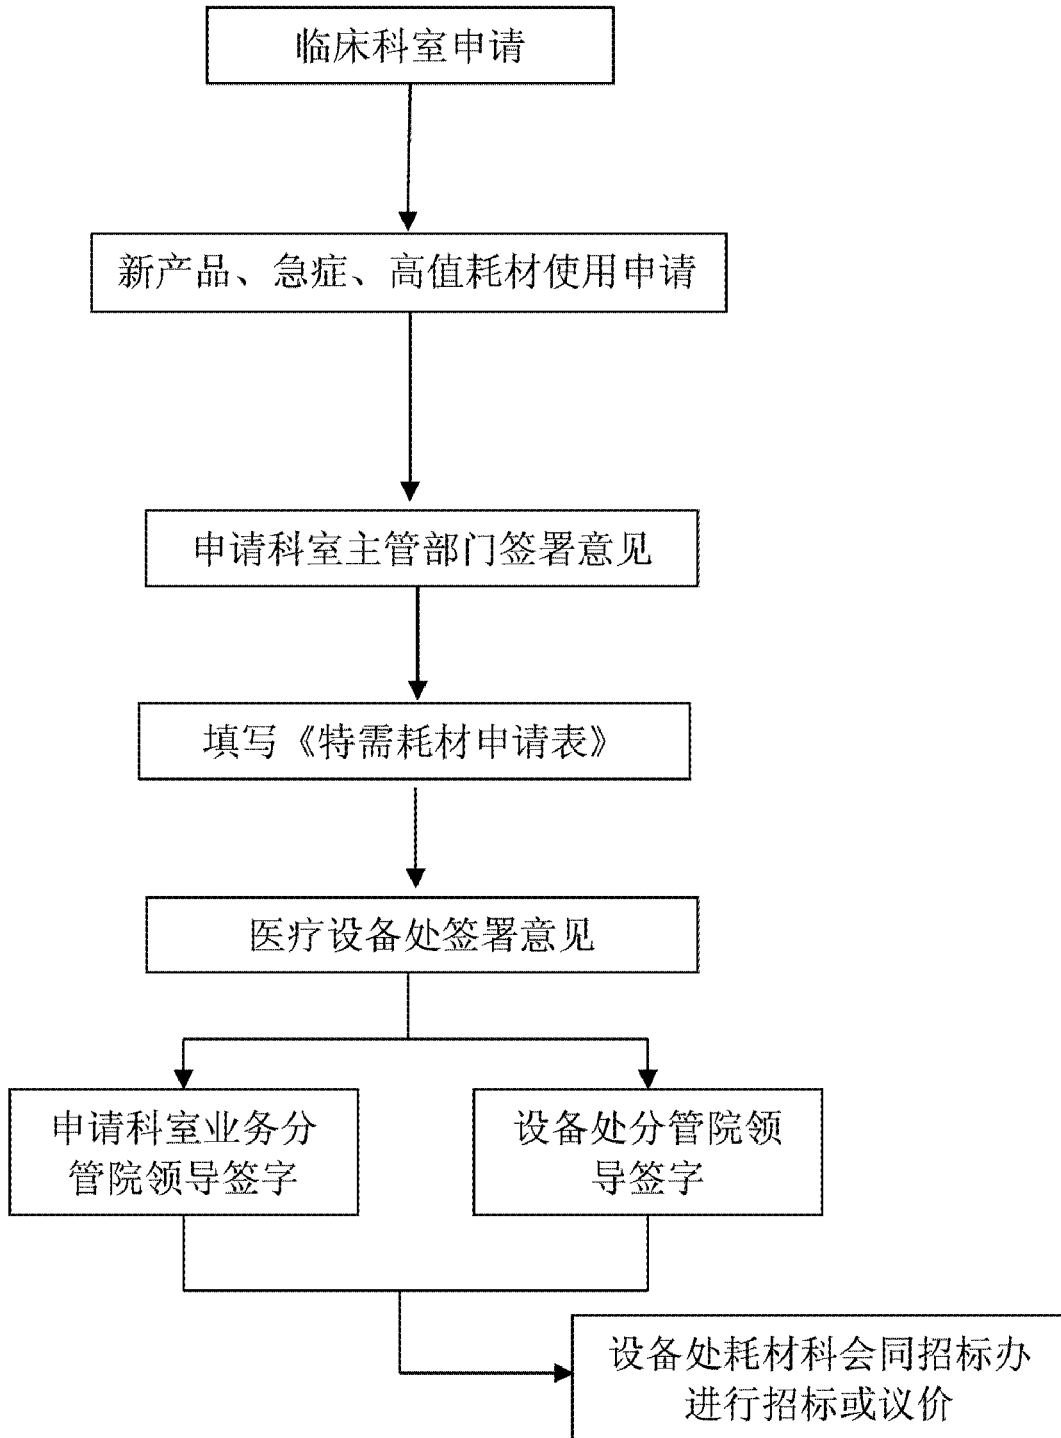 临床科室申请
新产品、急症、高值耗材使用申请
申请科室主管部门签署意见
填写《特需耗材申请表》
医疗设备处签署意见
申请科室业务分
管院领导签字
设备处分管院领
导签字
设备处耗材科会同招标办
进行招标或议价